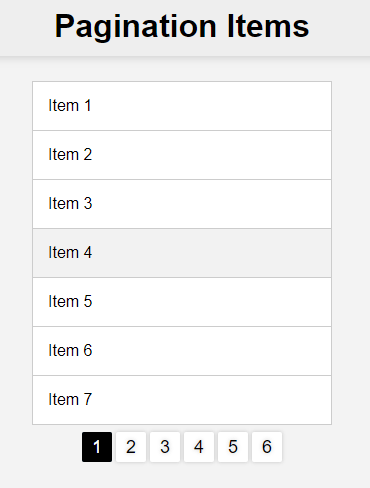 Pagination Items
Item 1
Item 2
Item 3
Item 4
Item 5
Item 6
Item 7
1 2 3 4 5 6